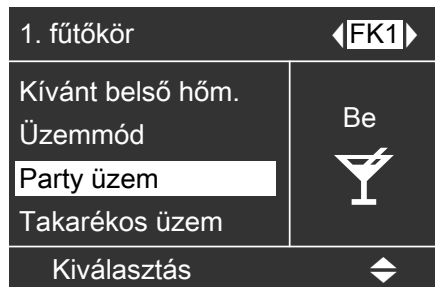 1. fűtőkör FK1
Kívánt belső hőm.
Üzemmód
Party üzem
Takarékos üzem
Be
Kiválasztás